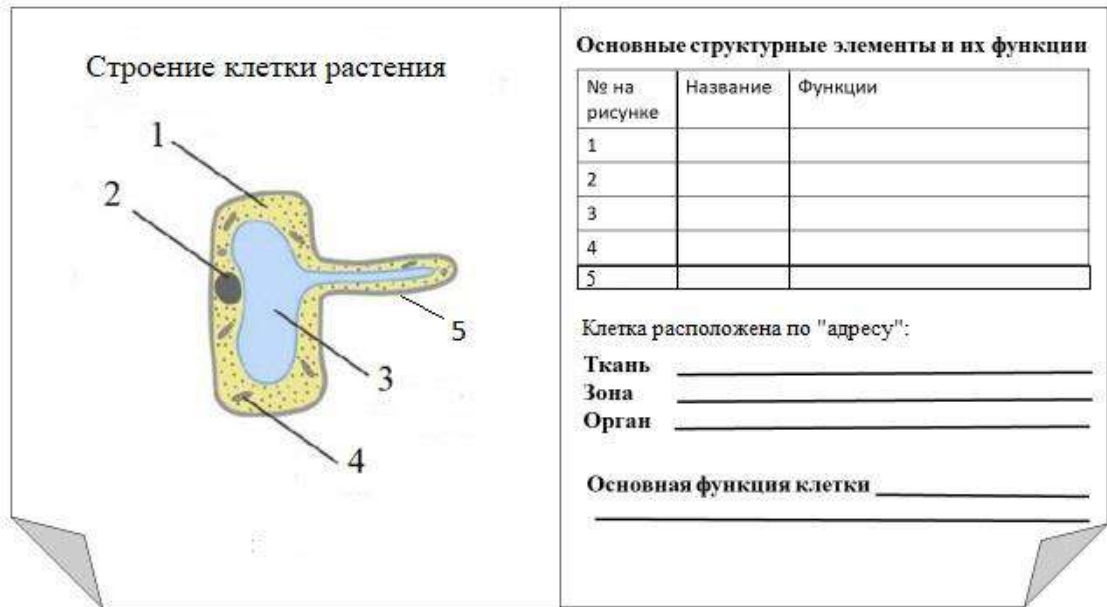 Строение клетки растения
1
2
5
3
4
Основные структурные элементы и их функции
№ на рисунке Название Функции
1
2
3
4
5
Клетка расположена по "адресу":
Ткань
Зона
Орган
Основная функция клетки